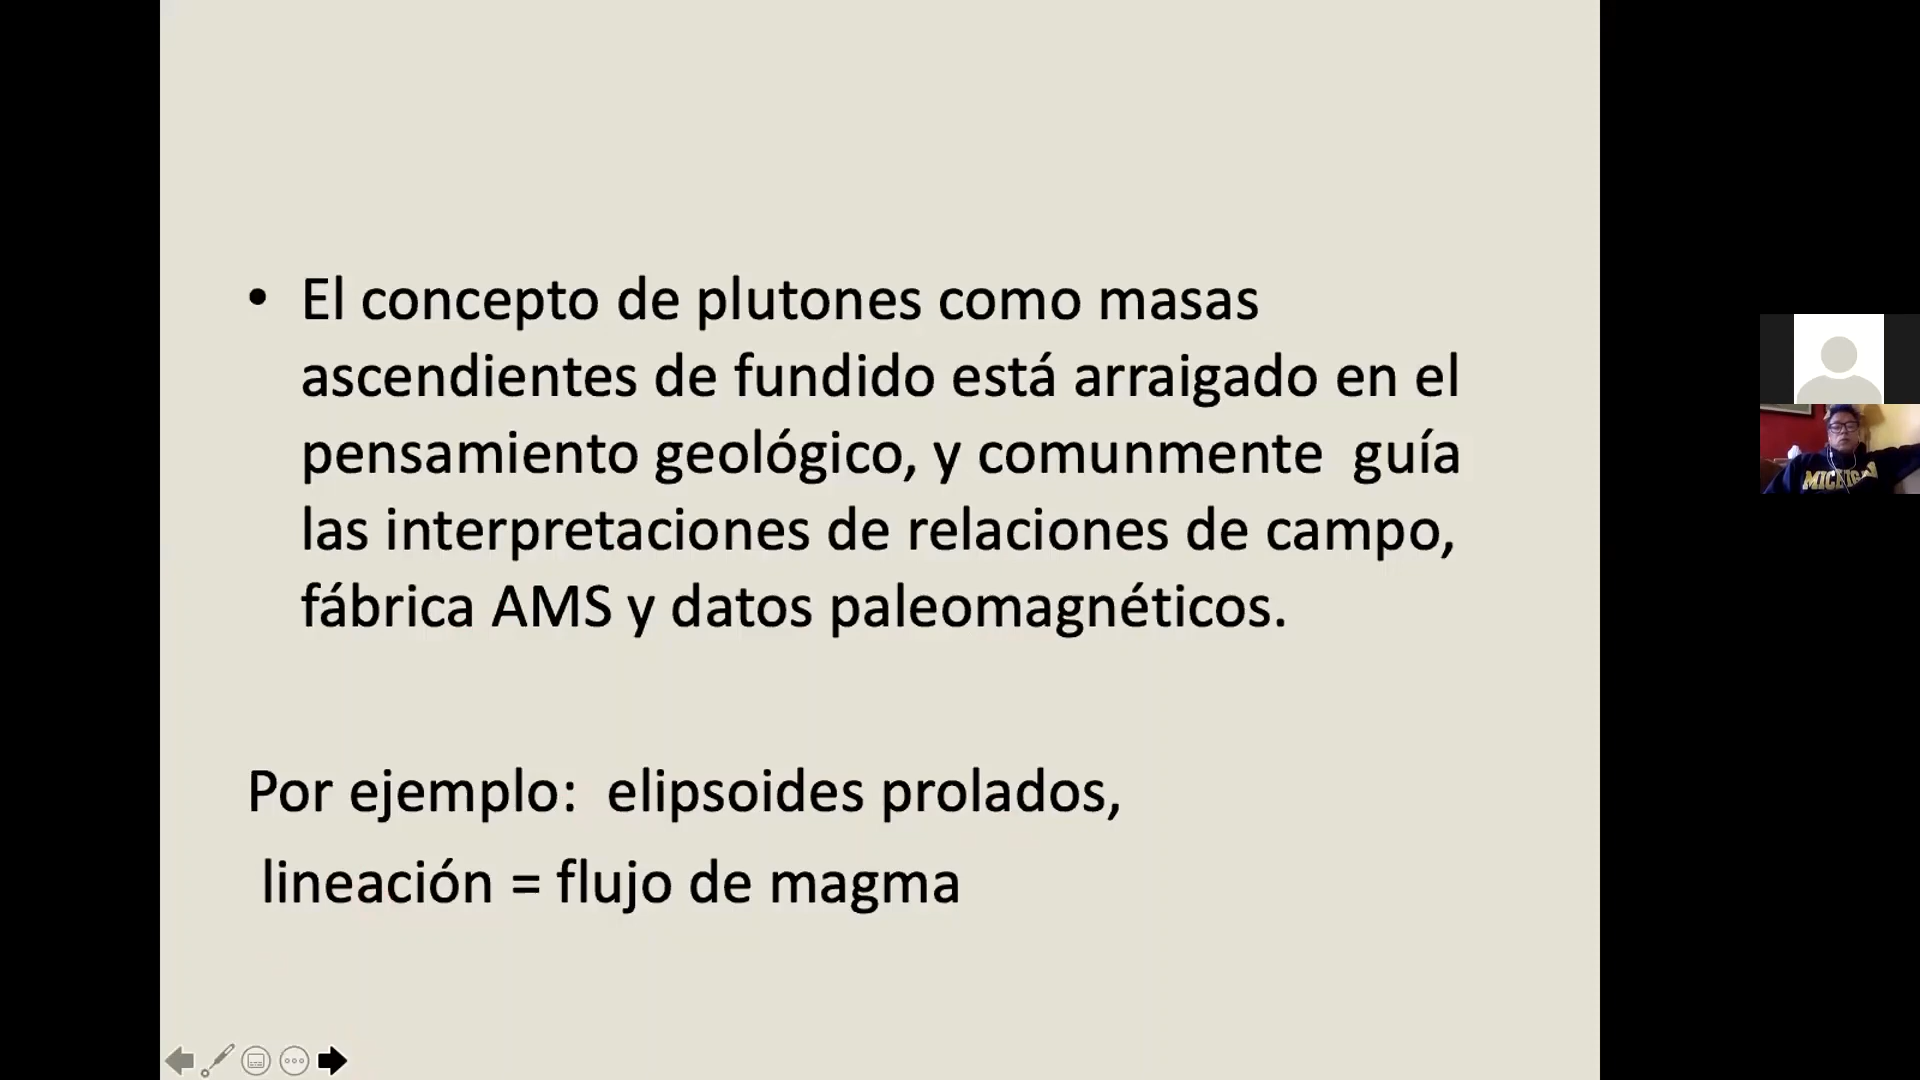 • El concepto de plutones como masas
ascendientes de fundido está arraigado en el
pensamiento geológico, y comunmente guía
las interpretaciones de relaciones de campo,
fábrica AMS y datos paleomagnéticos.
Por ejemplo: elipsoides prolados,
lineación = flujo de magma
MICHIGAN